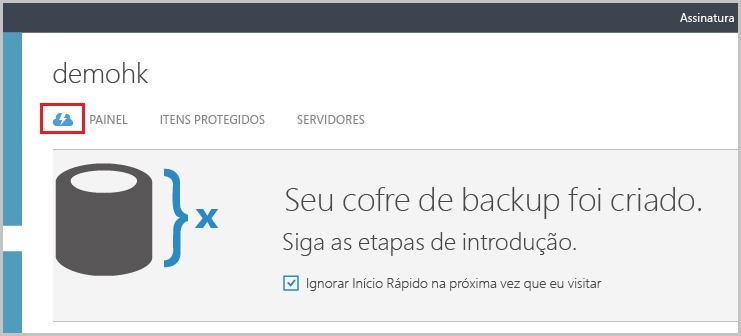 Assinatura
demohk
PAINEL ITENS PROTEGIDOS SERVIDORES
} x
Seu cofre de backup foi criado.
Siga as etapas de introdução.
Ignorar Início Rápido na próxima vez que eu visitar